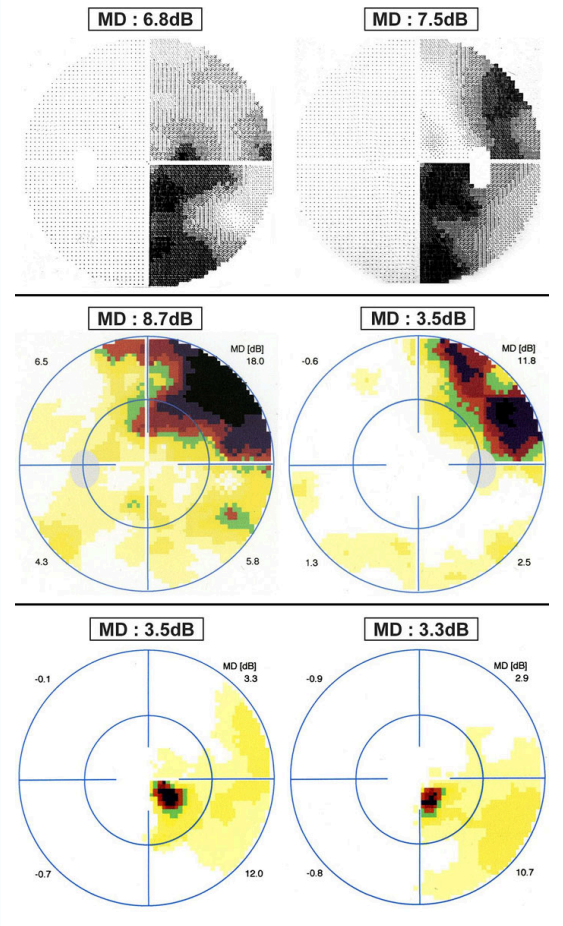 MD : 6.8dB MD : 7.5dB
MD : 8.7dB MD : 3.5dB
6.5 MD [dB] 18.0 -0.6 MD [dB] 11.8
4.3 5.8 1.3 2.5
MD : 3.5dB MD : 3.3dB
-0.1 MD [dB] 3.3 -0.9 MD [dB] 2.9
-0.7 12.0 -0.8 10.7